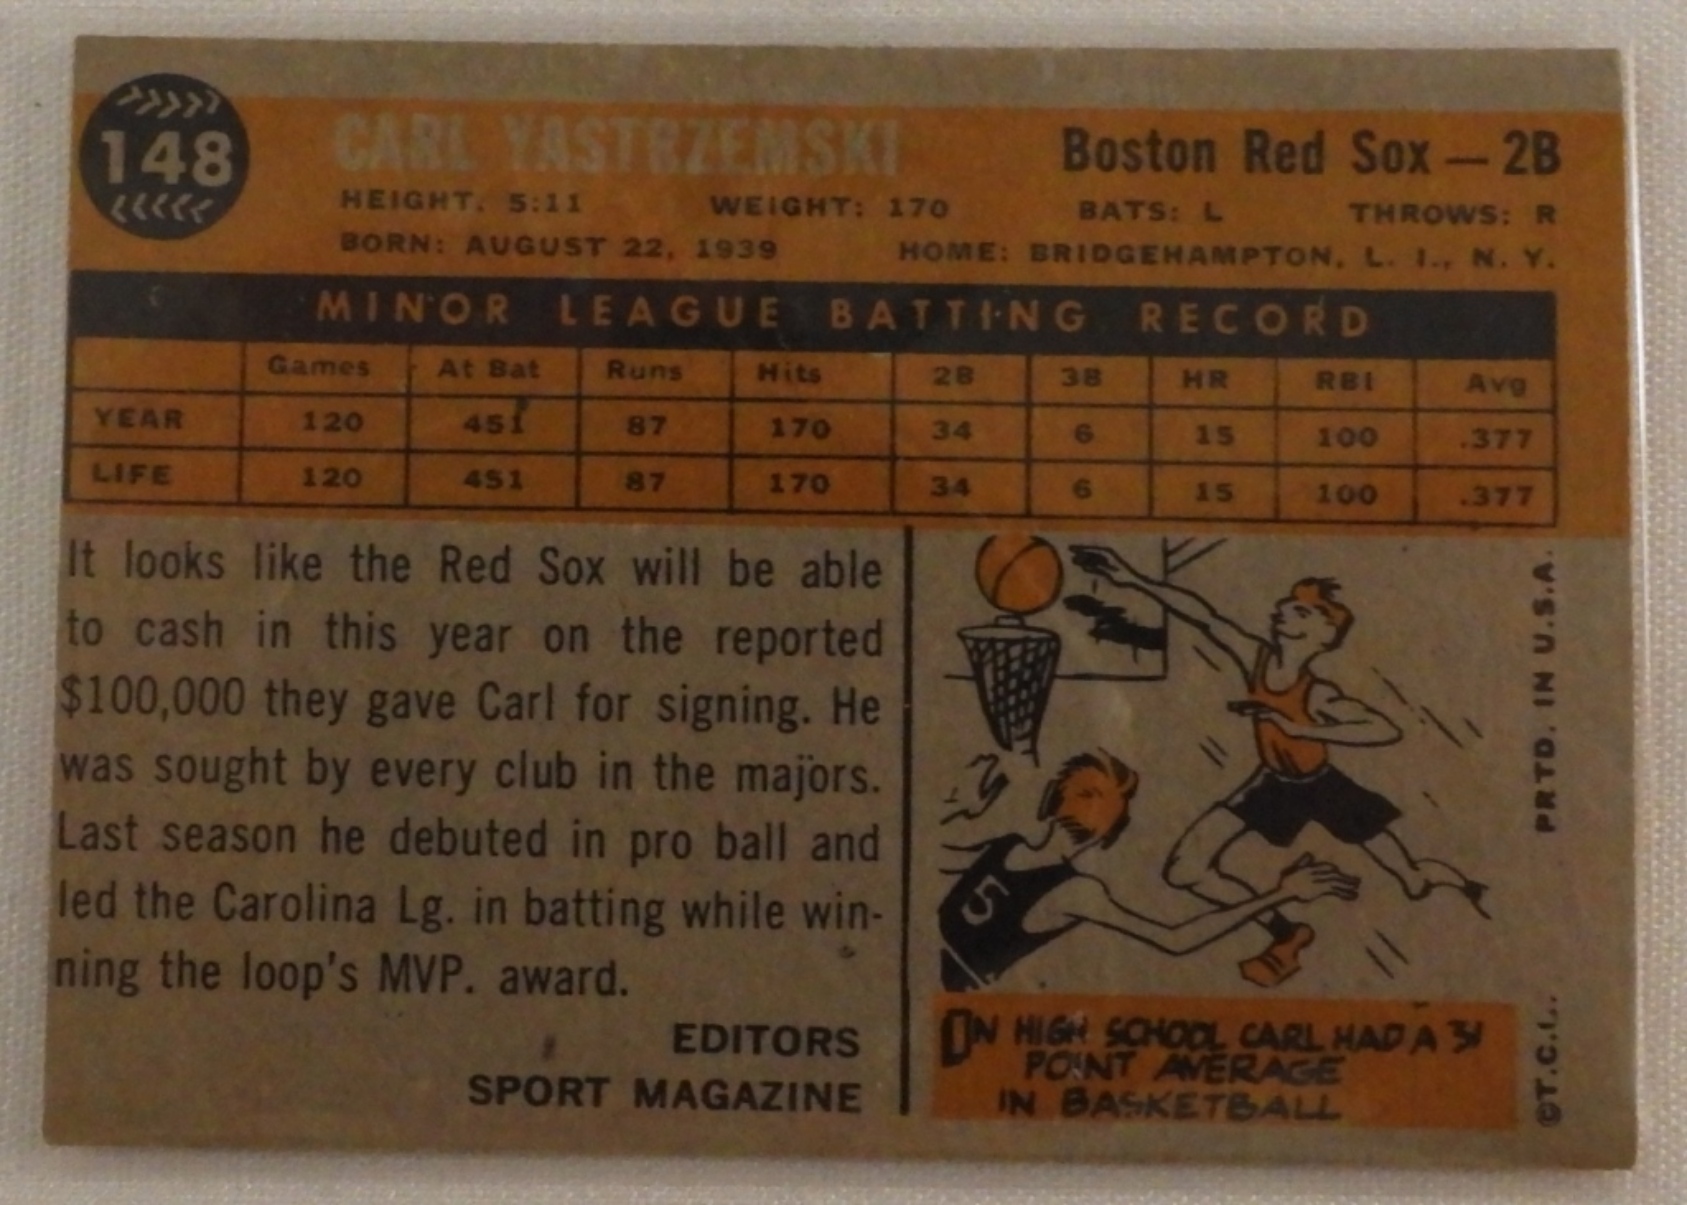 148
CARL YASTRZEMSKI
Boston Red Sox — 2B
HEIGHT. 5:11 WEIGHT: 170 BATS: L THROWS: R
BORN: AUGUST 22, 1939 HOME: BRIDGEHAMPTON, L. I., N. Y.
MINOR LEAGUE BATTING RECORD
Games At Bat Runs Hits 2B 3B HR RBI Avg
YEAR 120 451 87 170 34 6 15 100 .377
LIFE 120 451 87 170 34 6 15 100 .377
It looks like the Red Sox will be able
to cash in this year on the reported
$100,000 they gave Carl for signing. He
was sought by every club in the majors.
Last season he debuted in pro ball and
led the Carolina Lg. in batting while win-
ning the loop's MVP. award.
EDITORS
SPORT MAGAZINE
5
IN HIGH SCHOOL CARL HAD A 31
POINT AVERAGE
IN BASKETBALL
©T.C.G. PRTD. IN U.S.A.